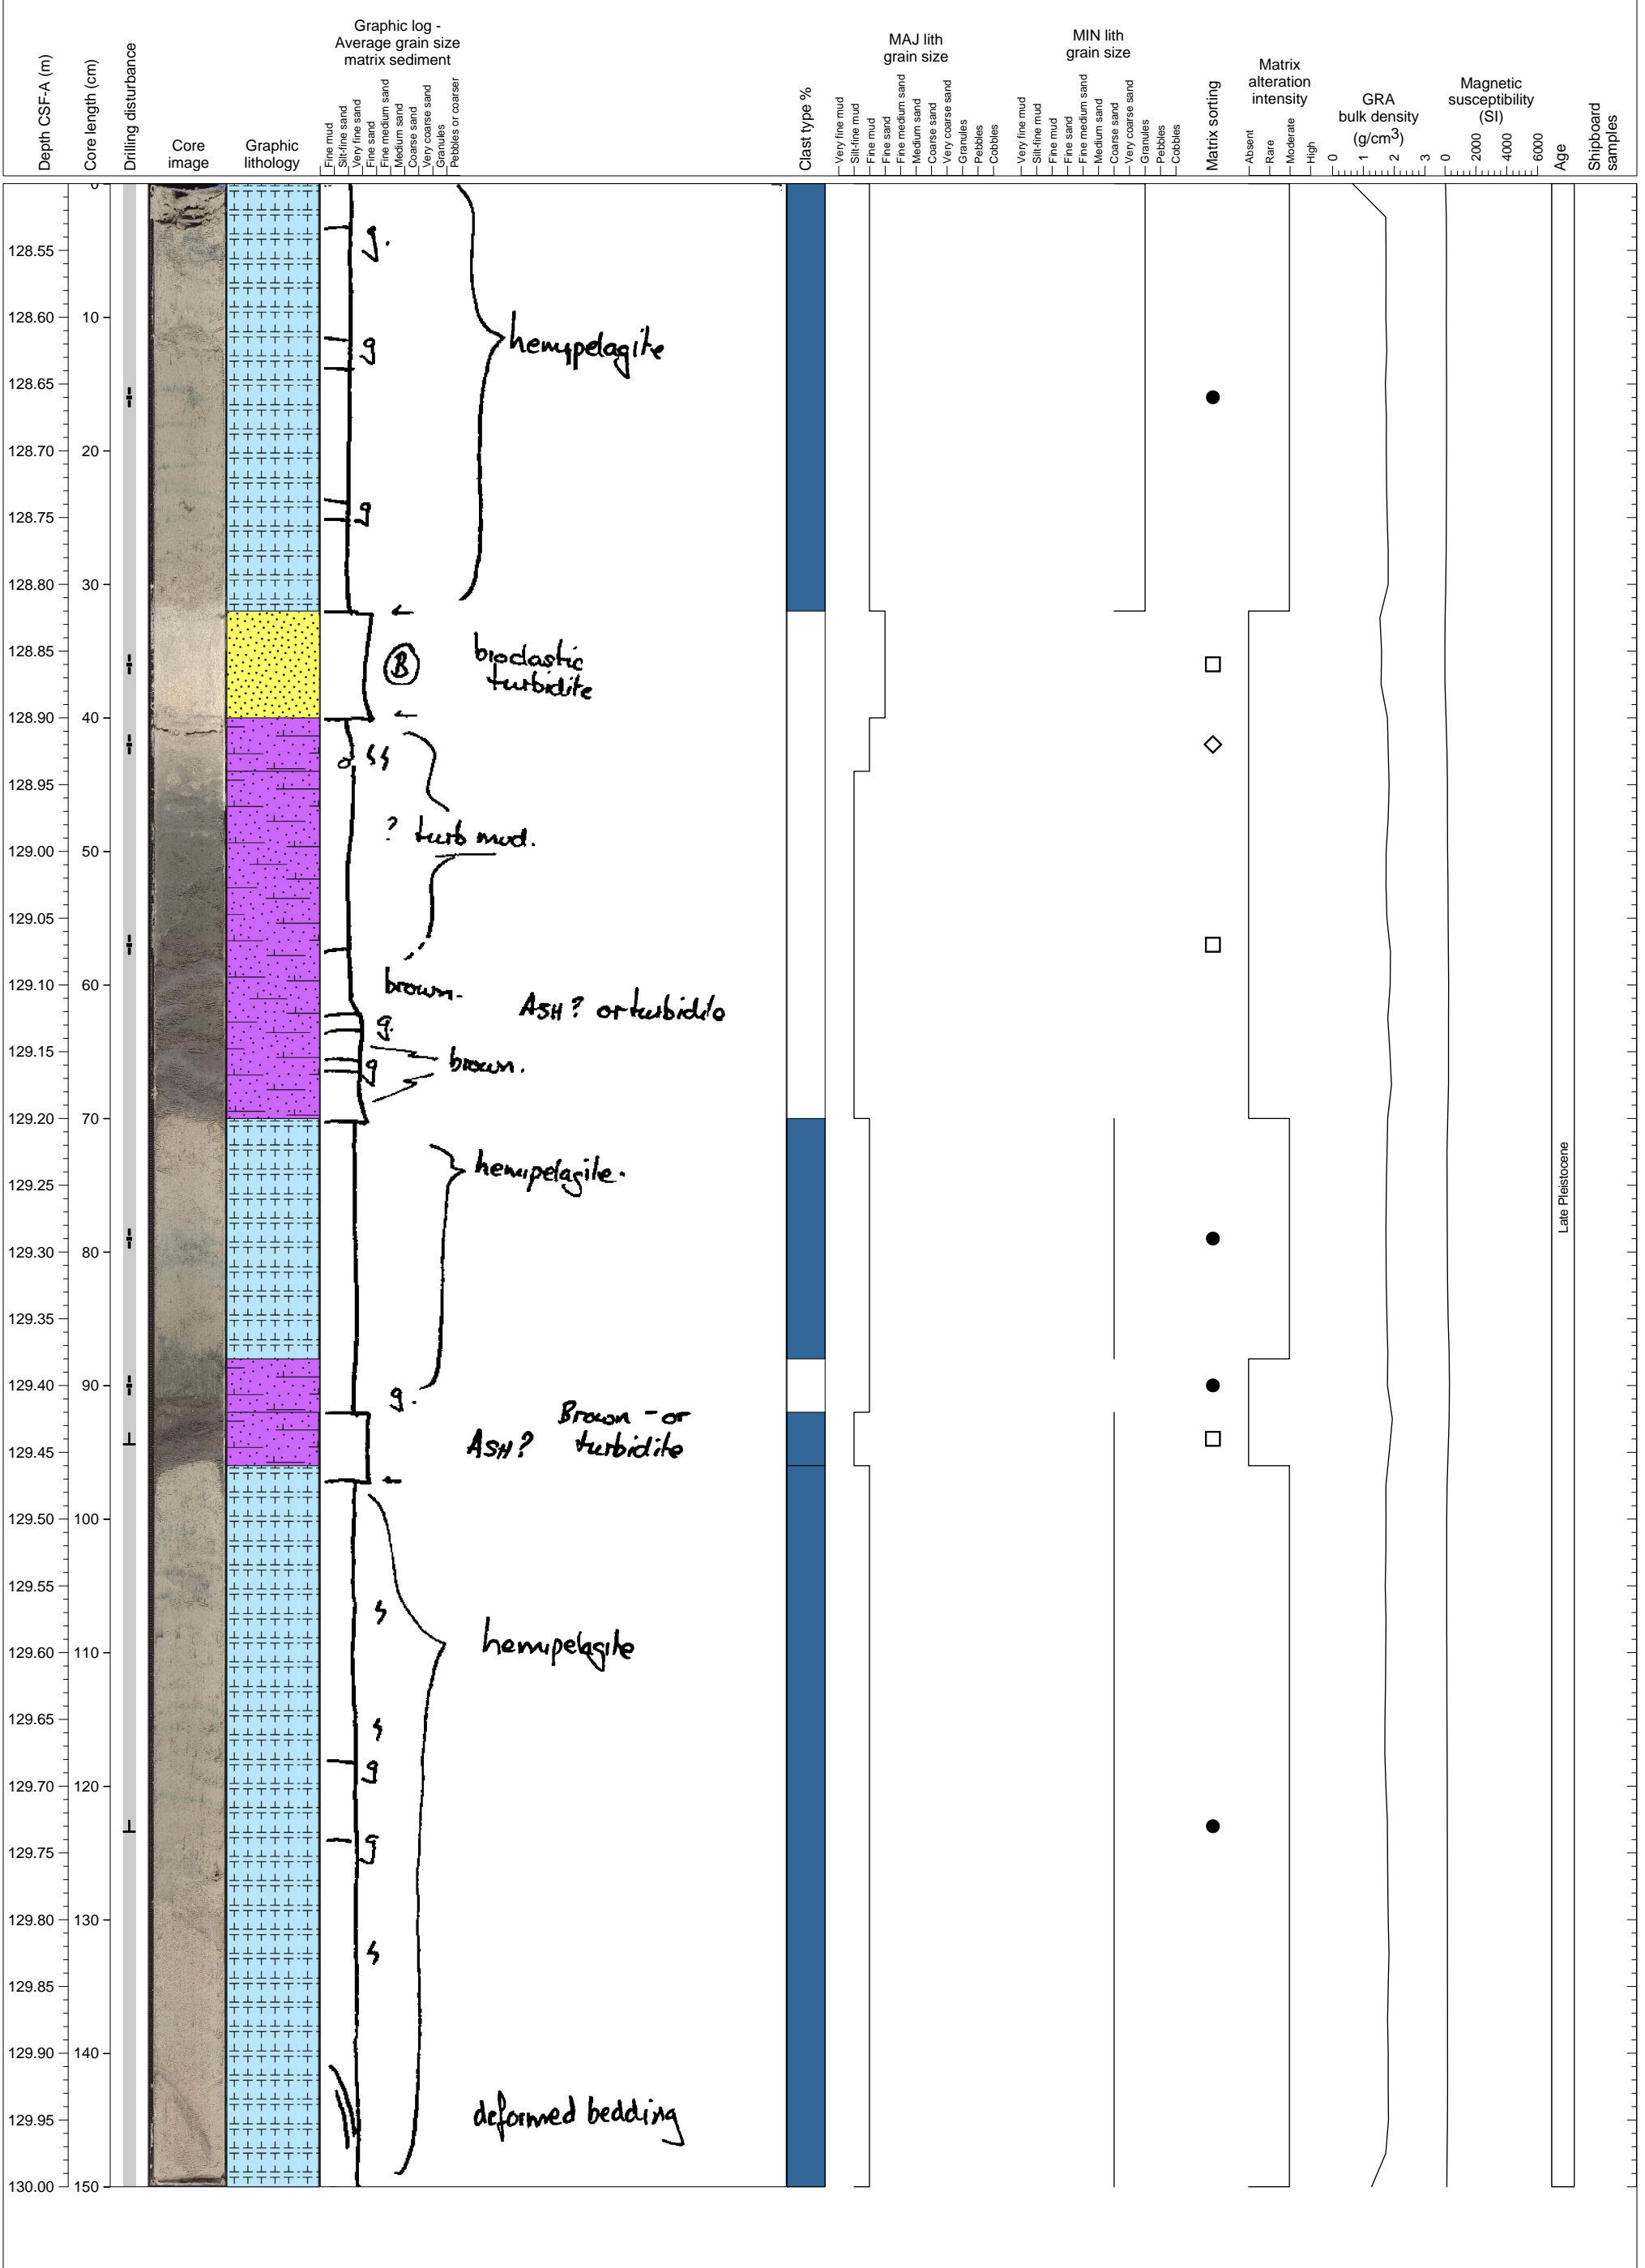 Depth CSF-A (m)
Core length (cm)
Drilling disturbance
Core
image
Graphic
lithology
Graphic log -
Average grain size
matrix sediment
Fine mud
Silt-fine sand
Very fine sand
Fine sand
Fine medium sand
Medium sand
Coarse sand
Very coarse sand
Granules
Pebbles or coarser
Clast type %
MAJ lith
grain size
Very fine mud
Silt-fine mud
Fine mud
Fine sand
Fine medium sand
Medium sand
Coarse sand
Very coarse sand
Granules
Pebbles
Cobbles
MIN lith
grain size
Very fine mud
Silt-fine mud
Fine mud
Fine sand
Fine medium sand
Medium sand
Coarse sand
Very coarse sand
Granules
Pebbles
Cobbles
Matrix sorting
Matrix
alteration
intensity
Absent
Rare
Moderate
High
GRA
bulk density
(g/cm3)
0 1 2 3
Magnetic
susceptibility
(SI)
0 2000 4000 6000
Age
Shipboard
samples
0
128.55
g.
128.60 10
hemipelagite
g
128.65
128.70 20
128.75
g
128.80 30
128.85
B
bioclastic
turbidite
128.90 40
128.95
? turb mud.
129.00 50
129.05
brown.
129.10 60
ASH? or turbidite
g.
129.15
g
brown.
129.20 70
hemipelagite.
129.25
Late Pleistocene
129.30 80
129.35
129.40 90
g.
Brown - or
ASH? turbidite
129.45
129.50 100
129.55
129.60 110
hemipelagite
129.65
g
129.70 120
g
129.75
129.80 130
129.85
129.90 140
129.95
deformed bedding
130.00 150